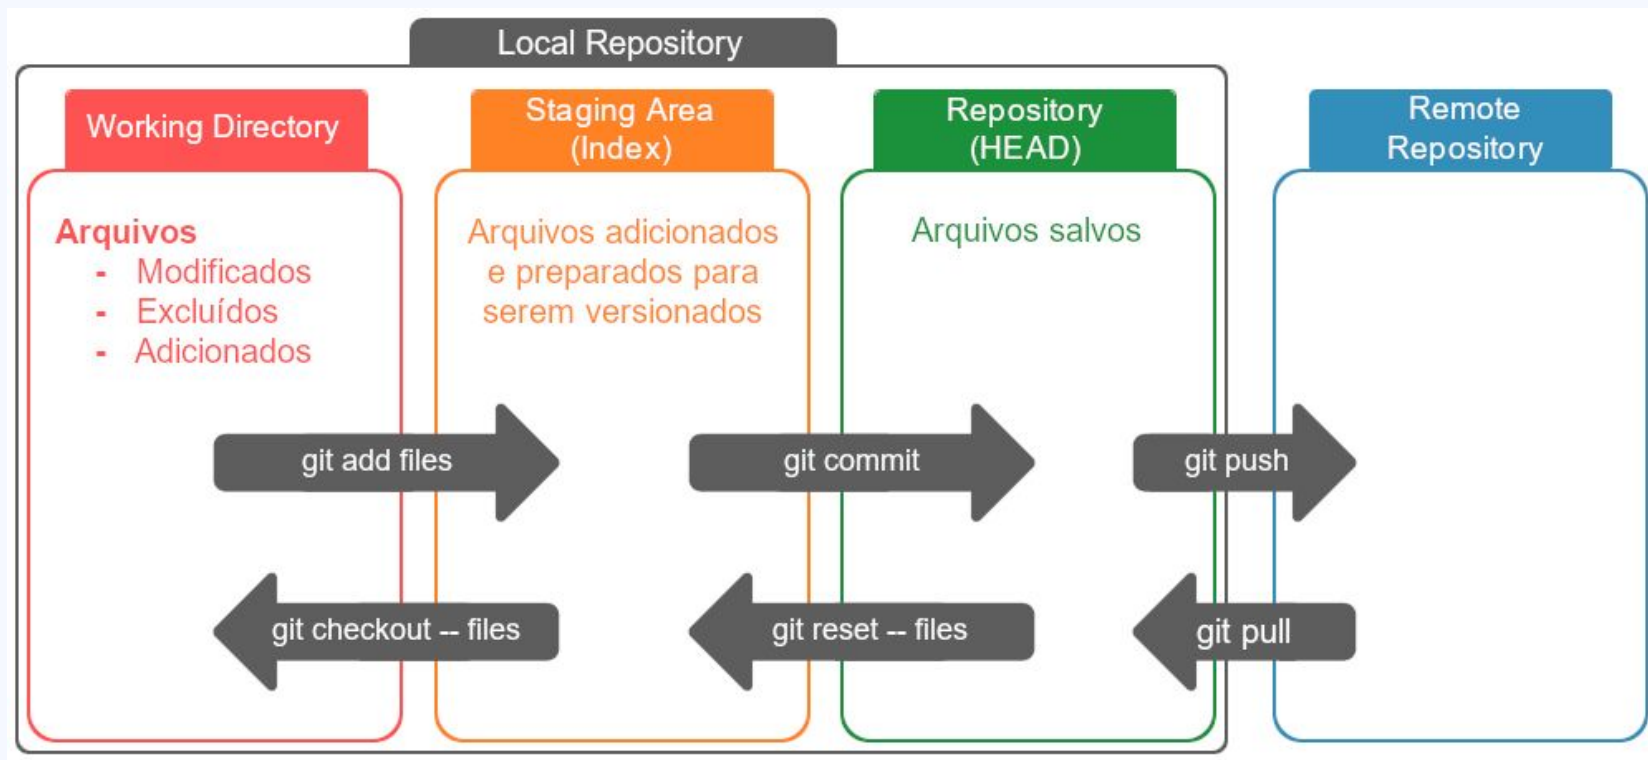 Local Repository
Working Directory
Staging Area
(Index)
Repository
(HEAD)
Remote
Repository
Arquivos
- Modificados
- Excluídos
- Adicionados
Arquivos adicionados
e preparados para
serem versionados
Arquivos salvos
git add files
git commit
git push
git checkout -- files
git reset -- files
git pull